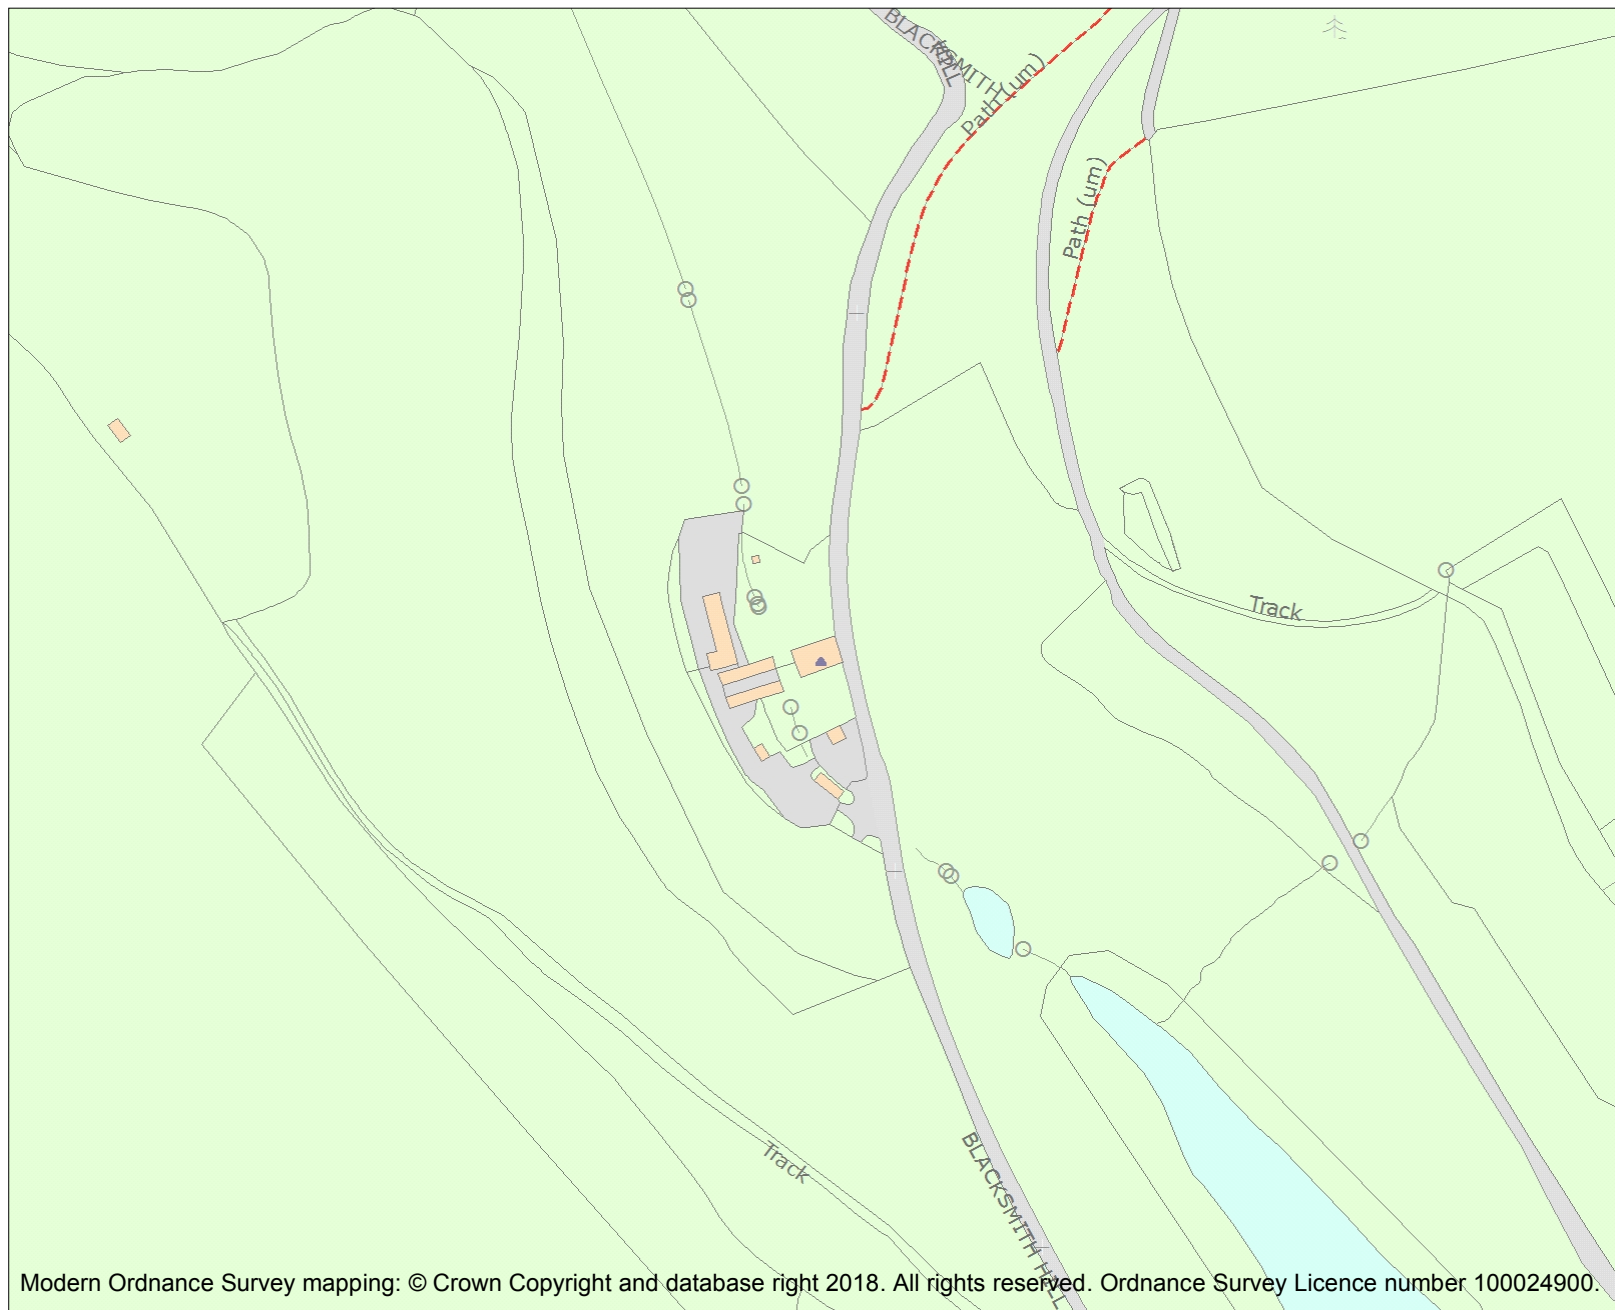 BLACKSMITH
HILL
Path (um)
Path (um)
Track
Track
BLACKSMITH HILL
Modern Ordnance Survey mapping: © Crown Copyright and database right 2018. All rights reserved. Ordnance Survey Licence number 100024900.